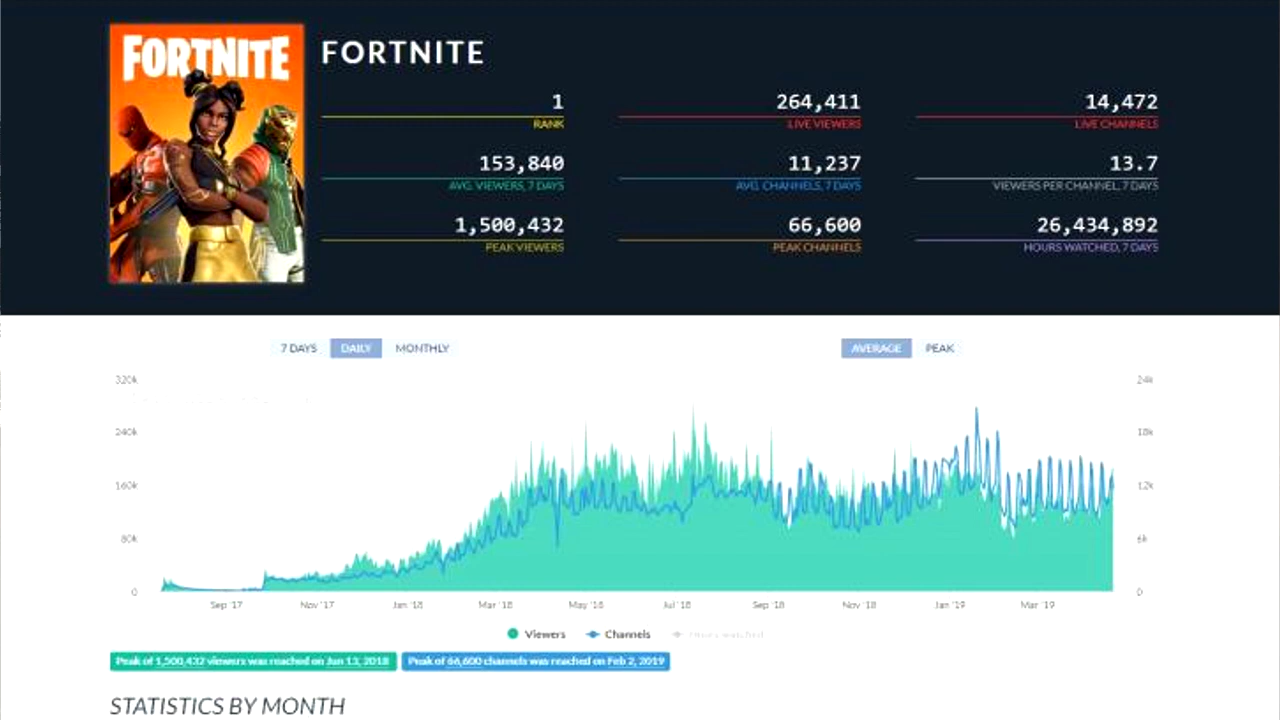 FORTNITE
FORTNITE
1
RANK
264,411
LIVE VIEWERS
14,472
LIVE CHANNELS
153,840
AVG. VIEWERS, 7 DAYS
11,237
AVG. CHANNELS, 7 DAYS
13.7
VIEWERS PER CHANNEL, 7 DAYS
1,500,432
PEAK VIEWERS
66,600
PEAK CHANNELS
26,434,892
HOURS WATCHED, 7 DAYS
7 DAYS DAILY MONTHLY AVERAGE PEAK
320k 24k
240k 18k
160k 12k
80k 6k
0 0
Sep '17 Nov '17 Jan '18 Mar '18 May '18 Jul '18 Sep '18 Nov '18 Jan '19 Mar '19
Viewers Channels Hours watched
Peak of 1,500,432 viewers was reached on Jun 13, 2018 Peak of 66,600 channels was reached on Feb 2, 2019
STATISTICS BY MONTH